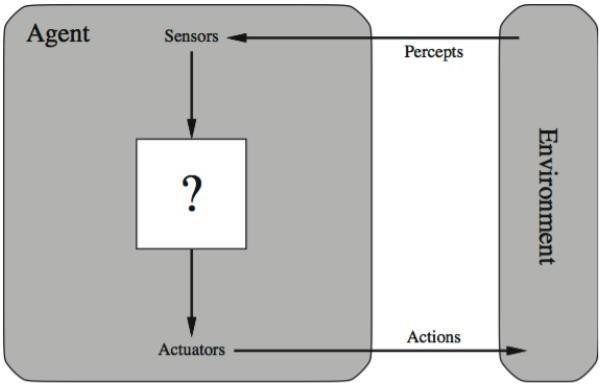 Agent
Sensors
Percepts
?
Environment
Actuators
Actions